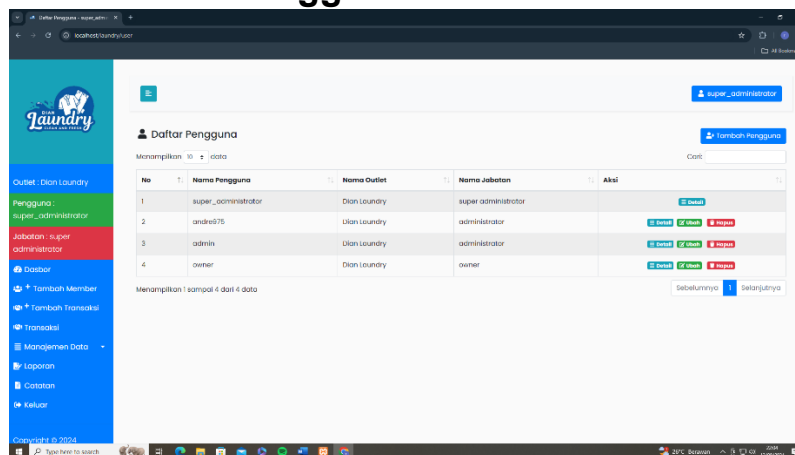 Daftar Pengguna - super_admi
localhost/laundry/user
All Bookm
DIAN
Laundry
CLEAN AND FRESH
super_administrator
Daftar Pengguna
Tambah Pengguna
Menampilkan 10 data
Cari:
No Nama Pengguna Nama Outlet Nama Jabatan Aksi
1 super_administrator Dian Laundry super administrator Detail
2 andre975 Dian Laundry administrator Detail Ubah Hapus
3 admin Dian Laundry administrator Detail Ubah Hapus
4 owner Dian Laundry owner Detail Ubah Hapus
Menampilkan 1 sampai 4 dari 4 data
Sebelumnya 1 Selanjutnya
Outlet : Dian Laundry
Pengguna :
super_administrator
Jabatan : super
administrator
Dasbor
+ Tambah Member
+ Tambah Transaksi
Transaksi
Manajemen Data
Laporan
Catatan
Keluar
Copyright © 2024
Type here to search
26°C Berawan